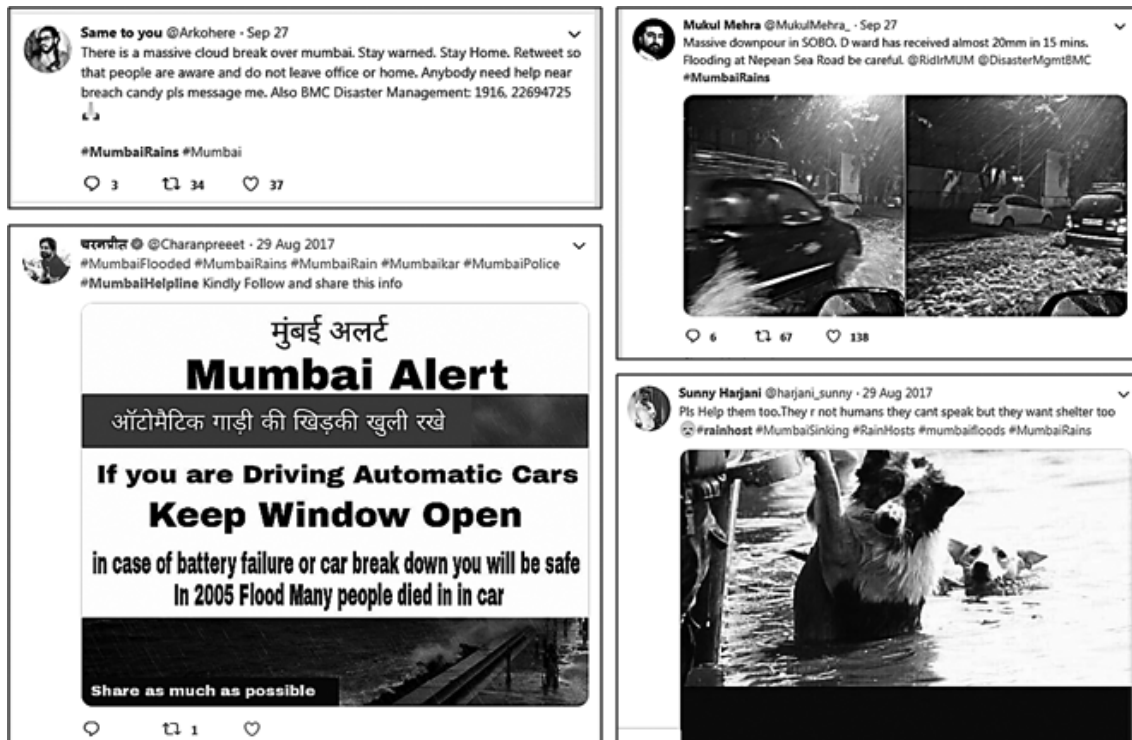 Same to you @Arkohere · Sep 27
There is a massive cloud break over mumbai. Stay warned. Stay Home. Retweet so
that people are aware and do not leave office or home. Anybody need help near
breach candy pls message me. Also BMC Disaster Management: 1916, 22694725
#MumbaiRains #Mumbai
3 34 37
चरनप्रीत @Charanpreeet · 29 Aug 2017
#MumbaiFlooded #MumbaiRains #MumbaiRain #Mumbaikar #MumbaiPolice
#MumbaiHelpline Kindly Follow and share this info
मुंबई अलर्ट
Mumbai Alert
ऑटोमैटिक गाड़ी की खिड़की खुली रखे
If you are Driving Automatic Cars
Keep Window Open
in case of battery failure or car break down you will be safe
In 2005 Flood Many people died in in car
Share as much as possible
1
Mukul Mehra @MukulMehra_ · Sep 27
Massive downpour in SOBO. D ward has received almost 20mm in 15 mins.
Flooding at Nepean Sea Road be careful. @RidlrMUM @DisasterMgmtBMC
#MumbaiRains
6 67 138
Sunny Harjani @harjani_sunny · 29 Aug 2017
Pls Help them too.They r not humans they cant speak but they want shelter too
#rainhost #MumbaiSinking #RainHosts #mumbaifloods #MumbaiRains